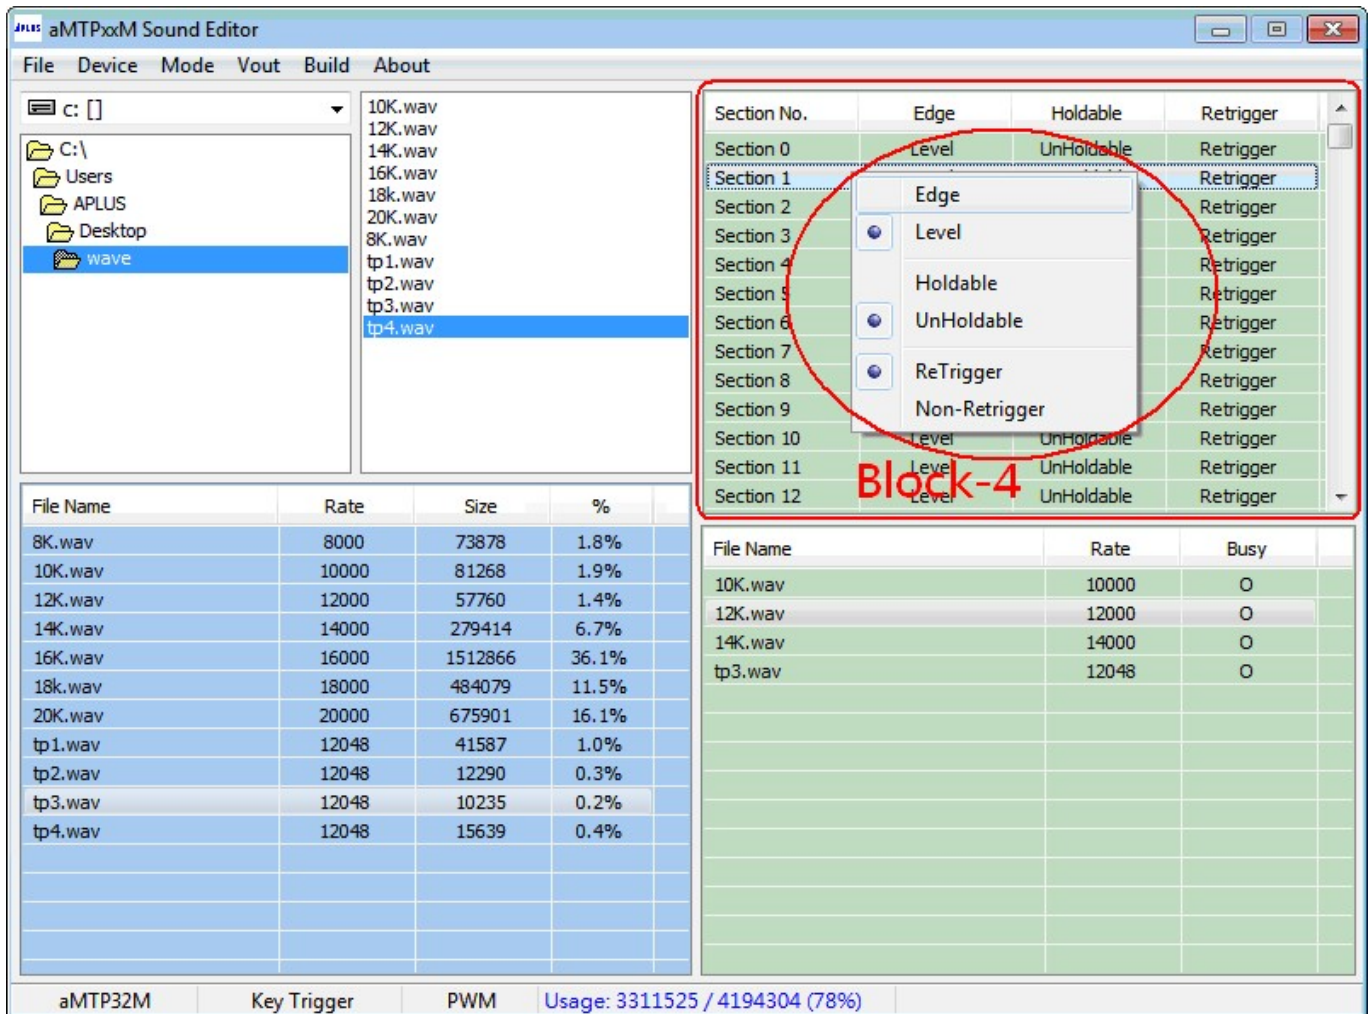 APLUS aMTPxxM Sound Editor
File Device Mode Vout Build About
c: []
C:\
Users
APLUS
Desktop
wave
10K.wav
12K.wav
14K.wav
16K.wav
18k.wav
20K.wav
8K.wav
tp1.wav
tp2.wav
tp3.wav
tp4.wav
Section No. Edge Holdable Retrigger
Section 0 Level UnHoldable Retrigger
Section 1 Retrigger
Section 2 Retrigger
Section 3 Retrigger
Section 4 Retrigger
Section 5 Retrigger
Section 6 Retrigger
Section 7 Retrigger
Section 8 Retrigger
Section 9 Retrigger
Section 10 Level UnHoldable Retrigger
Section 11 Level UnHoldable Retrigger
Section 12 Level UnHoldable Retrigger
Edge
Level
Holdable
UnHoldable
ReTrigger
Non-Retrigger
Block-4
File Name Rate Size %
8K.wav 8000 73878 1.8%
10K.wav 10000 81268 1.9%
12K.wav 12000 57760 1.4%
14K.wav 14000 279414 6.7%
16K.wav 16000 1512866 36.1%
18k.wav 18000 484079 11.5%
20K.wav 20000 675901 16.1%
tp1.wav 12048 41587 1.0%
tp2.wav 12048 12290 0.3%
tp3.wav 12048 10235 0.2%
tp4.wav 12048 15639 0.4%
File Name Rate Busy
10K.wav 10000 O
12K.wav 12000 O
14K.wav 14000 O
tp3.wav 12048 O
aMTP32M Key Trigger PWM Usage: 3311525 / 4194304 (78%)